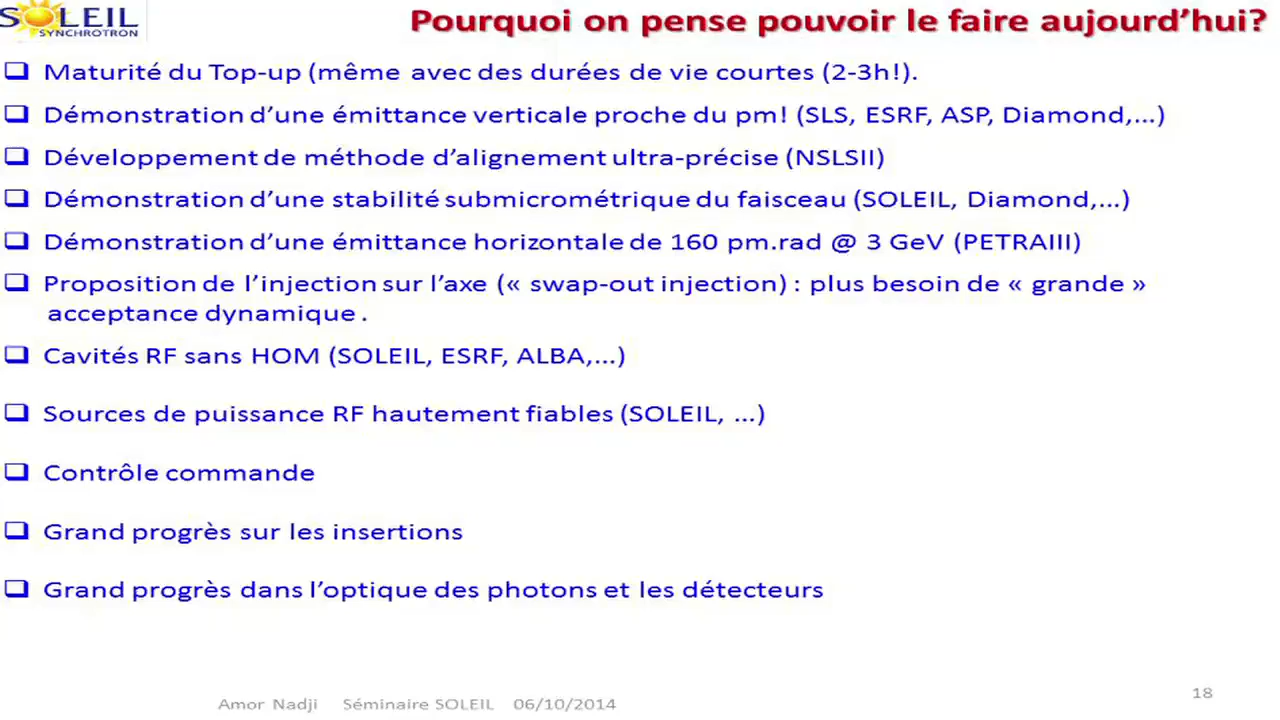 SOLEIL
SYNCHROTRON
Pourquoi on pense pouvoir le faire aujourd’hui?
Maturité du Top-up (même avec des durées de vie courtes (2-3h!).
Démonstration d’une émittance verticale proche du pm! (SLS, ESRF, ASP, Diamond,...)
Développement de méthode d’alignement ultra-précise (NSLSII)
Démonstration d’une stabilité submicrométrique du faisceau (SOLEIL, Diamond,...)
Démonstration d’une émittance horizontale de 160 pm.rad @ 3 GeV (PETRAIII)
Proposition de l’injection sur l’axe (« swap-out injection) : plus besoin de « grande »
acceptance dynamique .
Cavités RF sans HOM (SOLEIL, ESRF, ALBA,...)
Sources de puissance RF hautement fiables (SOLEIL, ...)
Contrôle commande
Grand progrès sur les insertions
Grand progrès dans l’optique des photons et les détecteurs
Amor Nadji Séminaire SOLEIL 06/10/2014
18